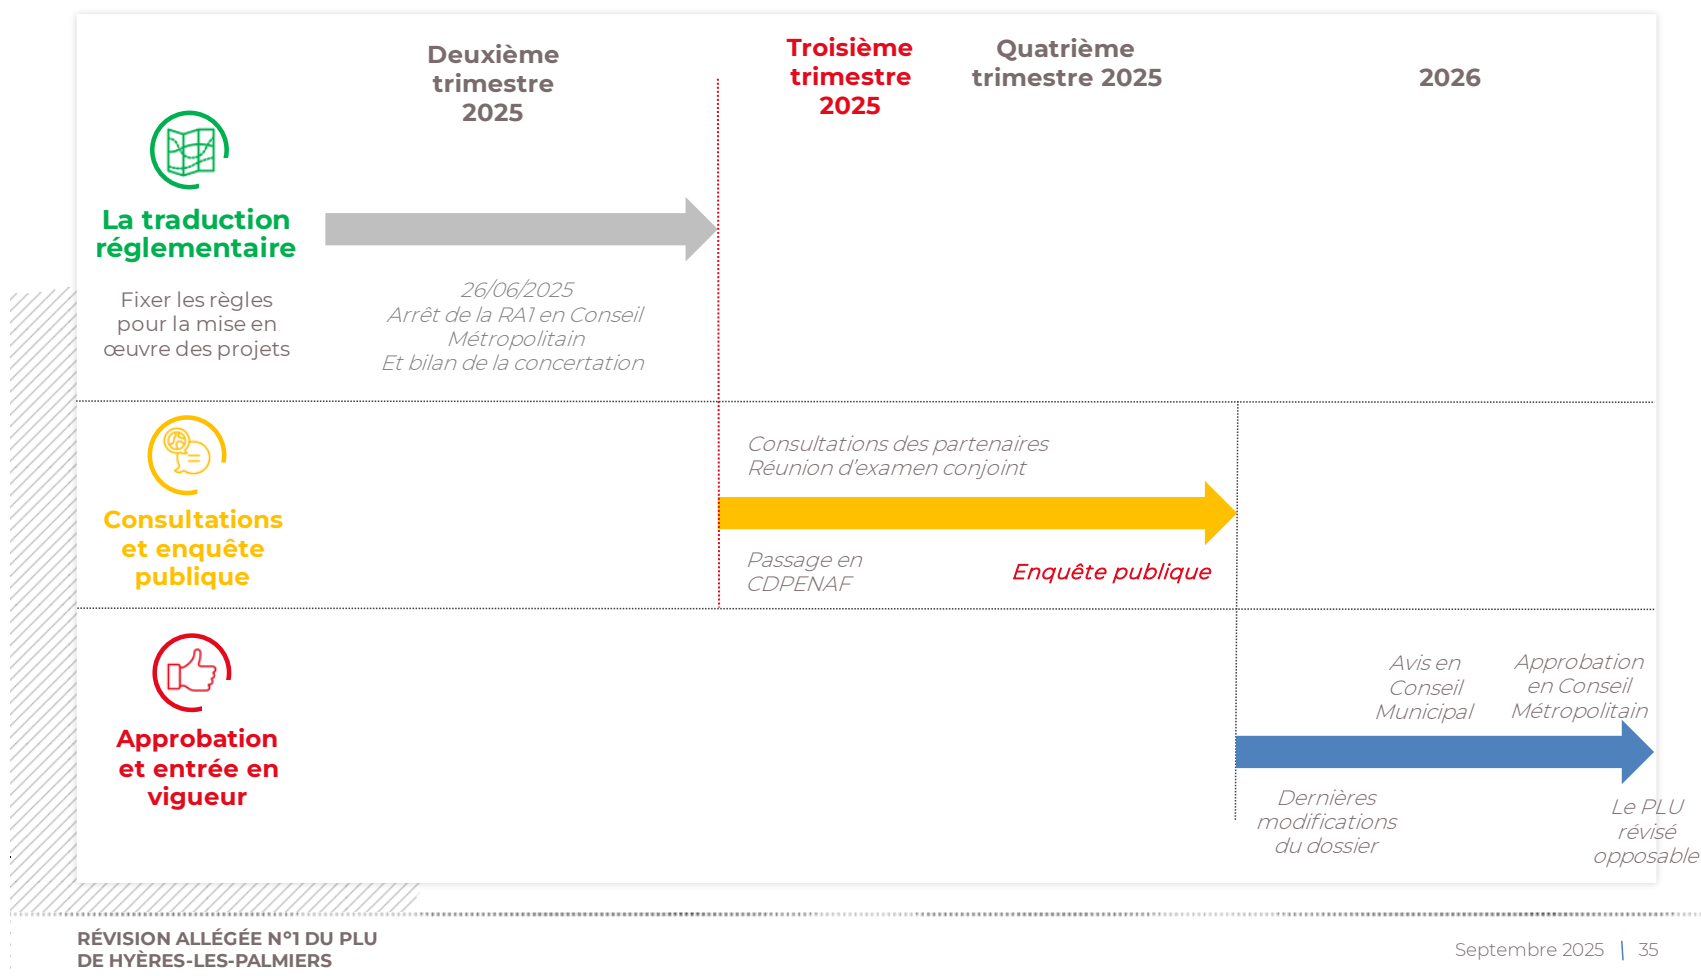 Deuxième
trimestre
2025
Troisième
trimestre
2025
Quatrième
trimestre 2025
2026
La traduction
réglementaire
Fixer les règles
pour la mise en
œuvre des projets
26/06/2025
Arrêt de la RA1 en Conseil
Métropolitain
Et bilan de la concertation
Consultations
et enquête
publique
Consultations des partenaires
Réunion d’examen conjoint
Passage en
CDPENAF
Enquête publique
Approbation
et entrée en
vigueur
Avis en
Conseil
Municipal
Approbation
en Conseil
Métropolitain
Dernières
modifications
du dossier
Le PLU
révisé
opposable
RÉVISION ALLÉGÉE N°1 DU PLU
DE HYÈRES-LES-PALMIERS
Septembre 2025 | 35